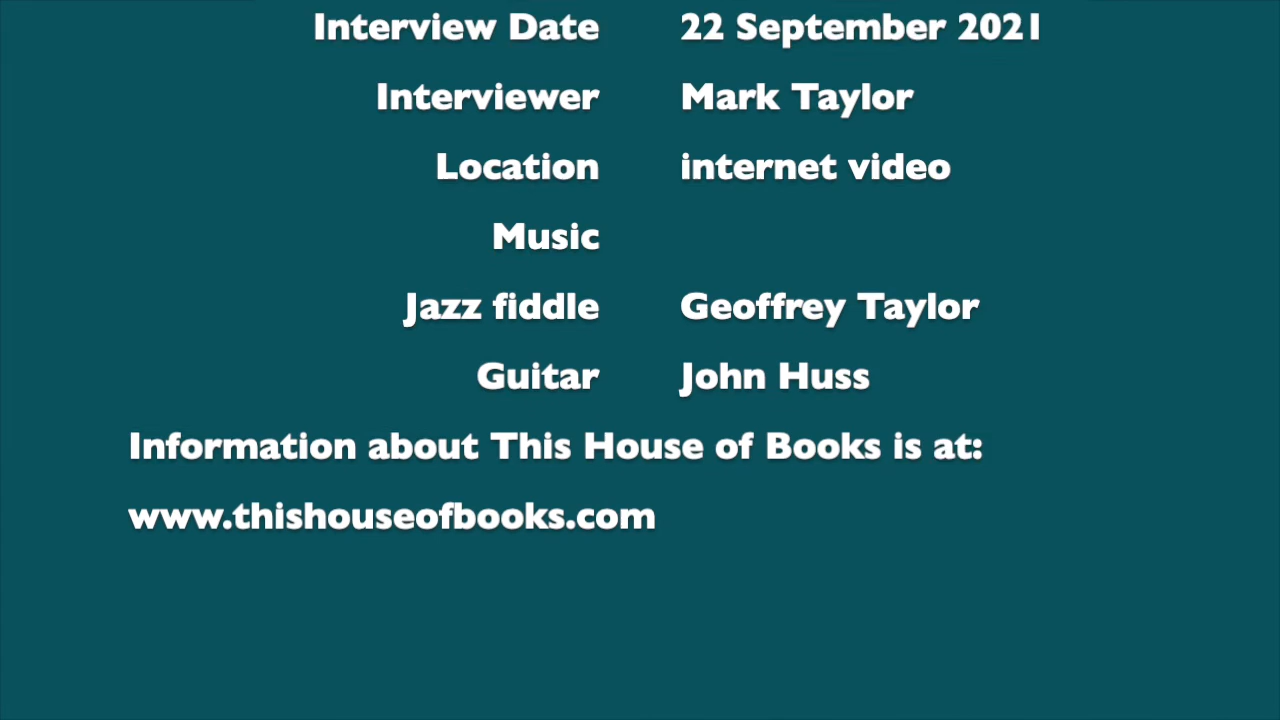 Interview Date 22 September 2021
Interviewer Mark Taylor
Location internet video
Music
Jazz fiddle Geoffrey Taylor
Guitar John Huss
Information about This House of Books is at:
www.thishouseofbooks.com